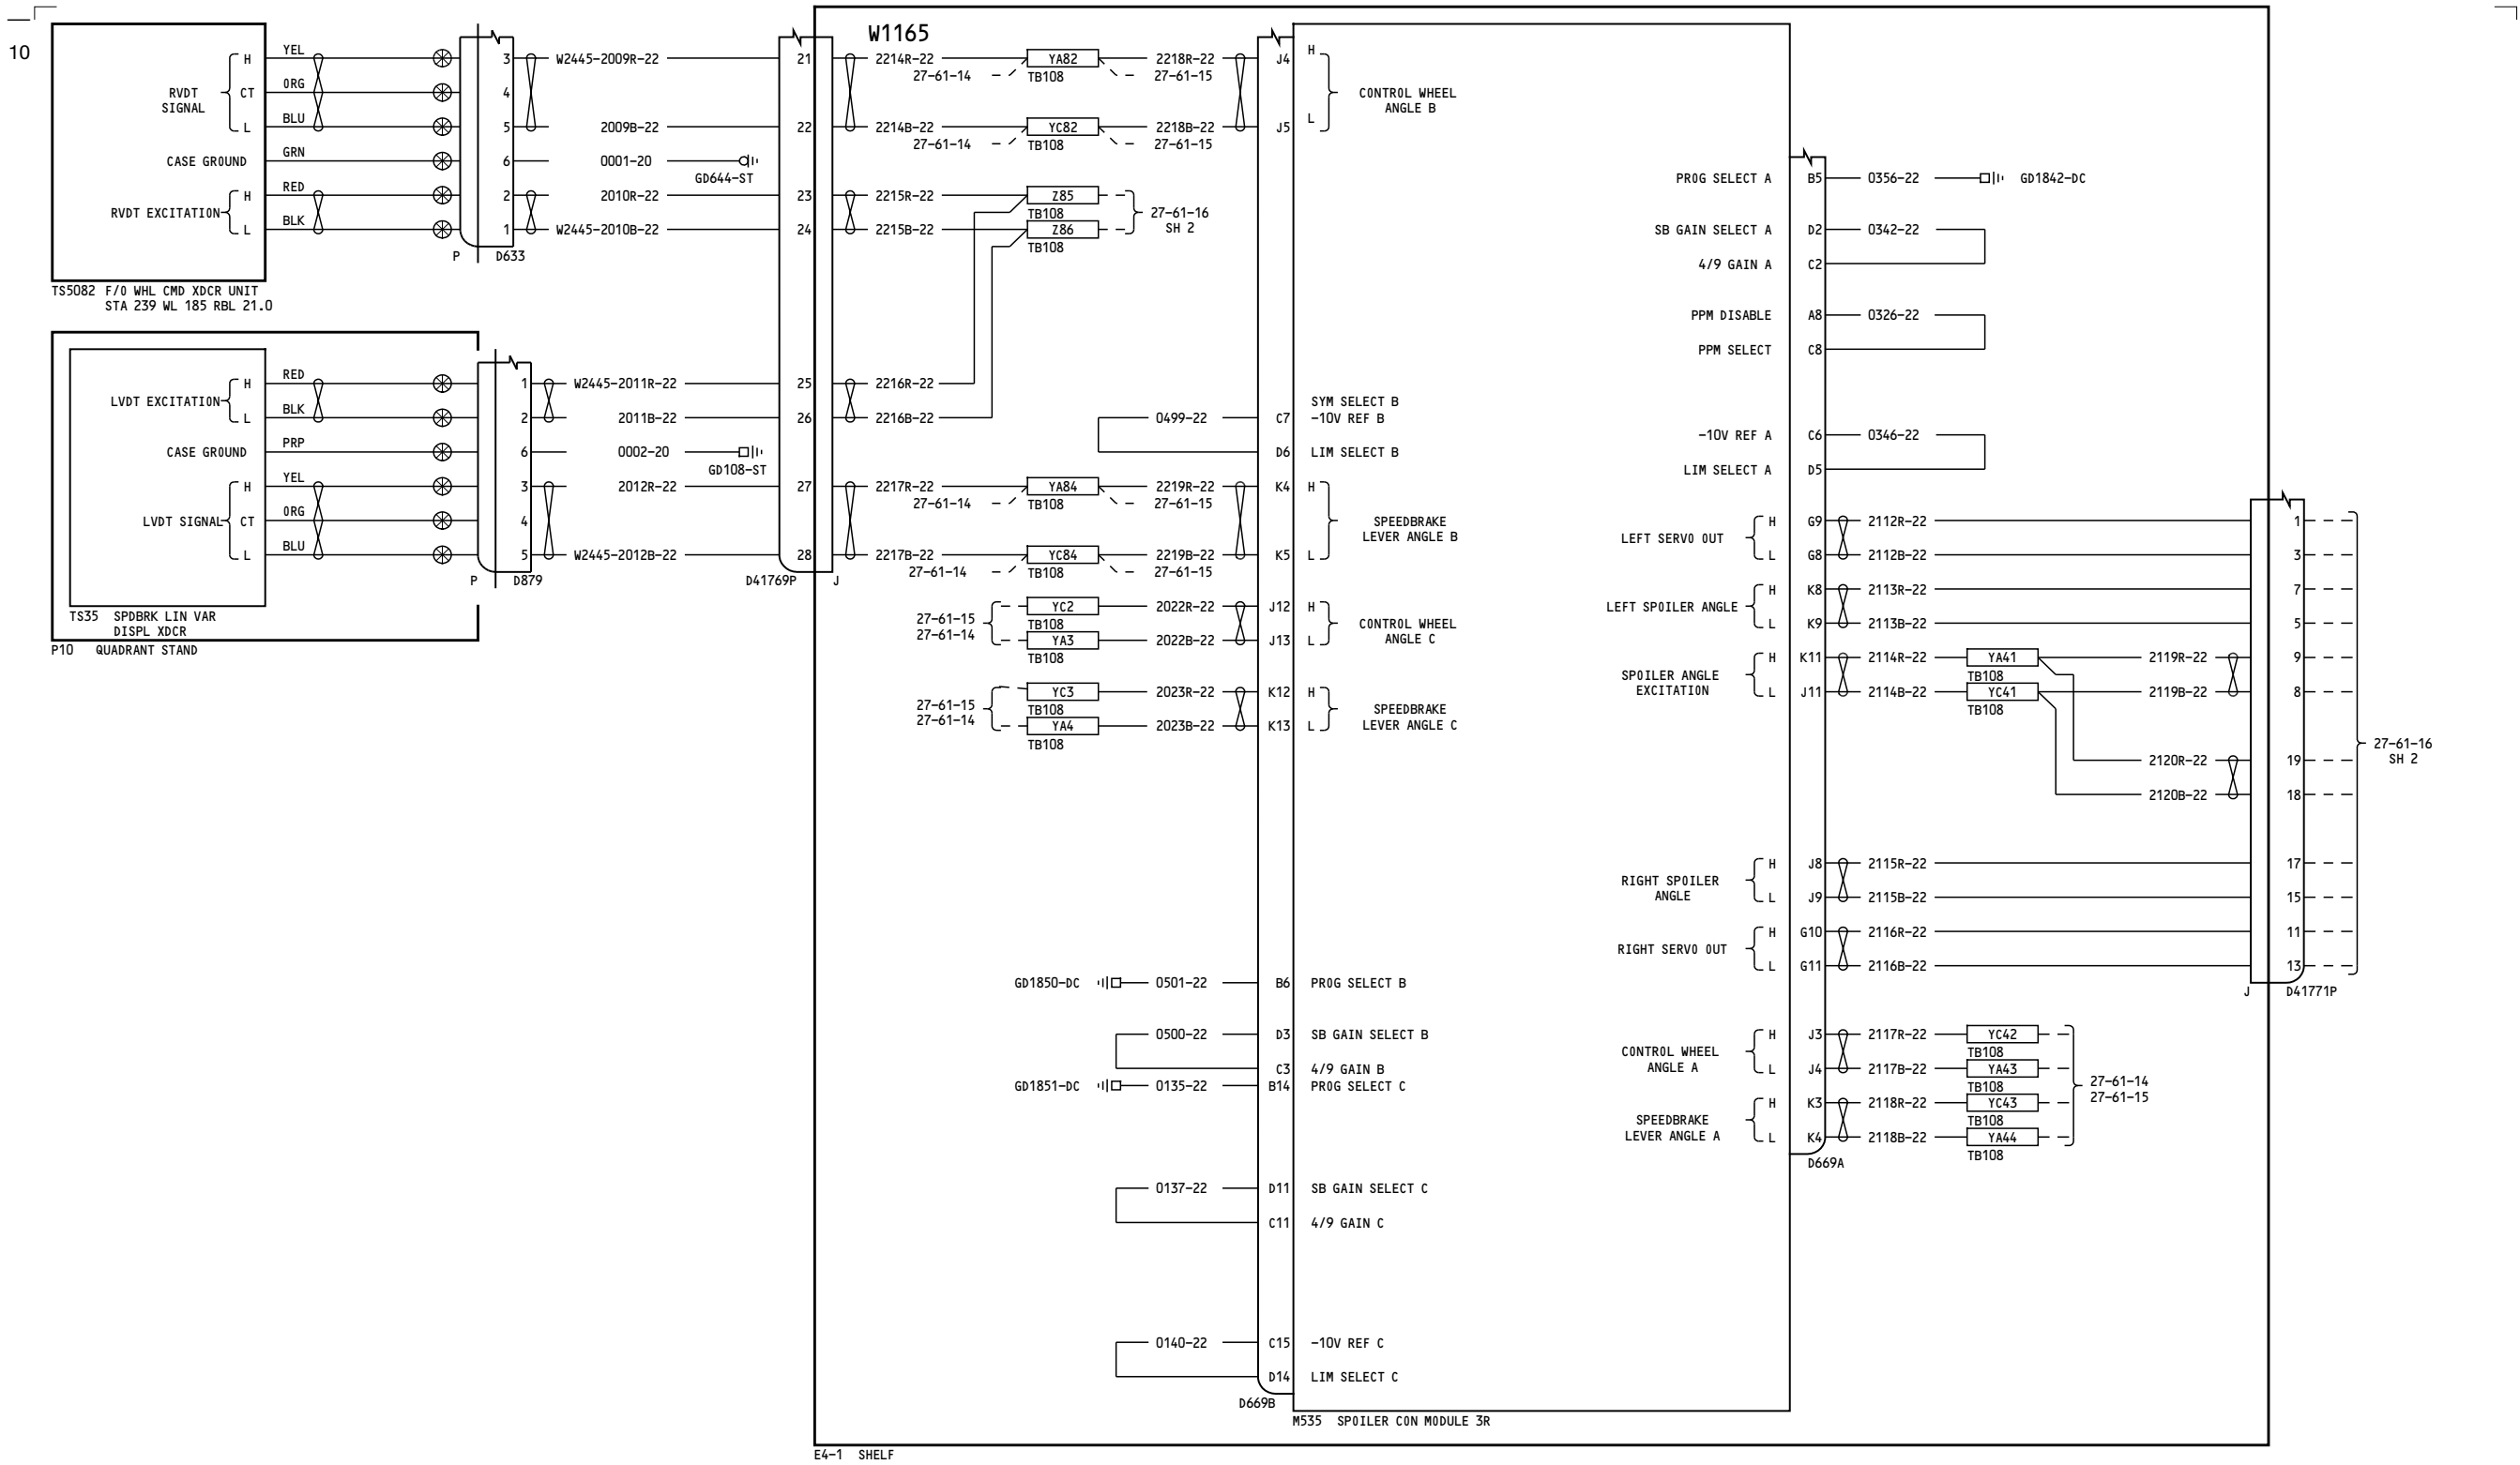 10
W1165
RVDT SIGNAL
H YEL
CT ORG
L BLU
CASE GROUND GRN
RVDT EXCITATION
H RED
L BLK
3 W2445-2009R-22
4
5 2009B-22
6 0001-20 GD644-ST
2 2010R-22
1 W2445-2010B-22
P D633
TS5082 F/O WHL CMD XDCR UNIT
STA 239 WL 185 RBL 21.0
LVDT EXCITATION
H RED
L BLK
CASE GROUND PRP
LVDT SIGNAL
H YEL
CT ORG
L BLU
1 W2445-2011R-22
2 2011B-22
6 0002-20 GD108-ST
3 2012R-22
4
5 W2445-2012B-22
P D879
TS35 SPDBRK LIN VAR
DISPL XDCR
P10 QUADRANT STAND
21 2214R-22 YA82 2218R-22 J4 H
27-61-14 TB108 27-61-15
CONTROL WHEEL
ANGLE B
22 2214B-22 YC82 2218B-22 J5 L
27-61-14 TB108 27-61-15
23 2215R-22 Z85
TB108
24 2215B-22 Z86
TB108
27-61-16
SH 2
25 2216R-22
26 2216B-22
SYM SELECT B
0499-22 C7 -10V REF B
D6 LIM SELECT B
27 2217R-22 YA84 2219R-22 K4 H
27-61-14 TB108 27-61-15
SPEEDBRAKE
LEVER ANGLE B
28 2217B-22 YC84 2219B-22 K5 L
27-61-14 TB108 27-61-15
D41769P J
27-61-15
27-61-14
YC2 2022R-22 J12 H
TB108
YA3 2022B-22 J13 L
TB108
CONTROL WHEEL
ANGLE C
27-61-15
27-61-14
YC3 2023R-22 K12 H
TB108
YA4 2023B-22 K13 L
TB108
SPEEDBRAKE
LEVER ANGLE C
GD1850-DC 0501-22 B6 PROG SELECT B
0500-22 D3 SB GAIN SELECT B
C3 4/9 GAIN B
GD1851-DC 0135-22 B14 PROG SELECT C
0137-22 D11 SB GAIN SELECT C
C11 4/9 GAIN C
0140-22 C15 -10V REF C
D14 LIM SELECT C
D669B
M535 SPOILER CON MODULE 3R
E4-1 SHELF
PROG SELECT A B5 0356-22 GD1842-DC
SB GAIN SELECT A D2 0342-22
4/9 GAIN A C2
PPM DISABLE A8 0326-22
PPM SELECT C8
-10V REF A C6 0346-22
LIM SELECT A D5
LEFT SERVO OUT
H G9 2112R-22 1
L G8 2112B-22 3
LEFT SPOILER ANGLE
H K8 2113R-22 7
L K9 2113B-22 5
SPOILER ANGLE
EXCITATION
H K11 2114R-22 YA41 2119R-22 9
TB108
L J11 2114B-22 YC41 2119B-22 8
TB108
2120R-22 19
2120B-22 18
27-61-16
SH 2
RIGHT SPOILER
ANGLE
H J8 2115R-22 17
L J9 2115B-22 15
RIGHT SERVO OUT
H G10 2116R-22 11
L G11 2116B-22 13
J D41771P
CONTROL WHEEL
ANGLE A
H J3 2117R-22 YC42
TB108
L J4 2117B-22 YA43
TB108
SPEEDBRAKE
LEVER ANGLE A
H K3 2118R-22 YC43
TB108
L K4 2118B-22 YA44
TB108
27-61-14
27-61-15
D669A